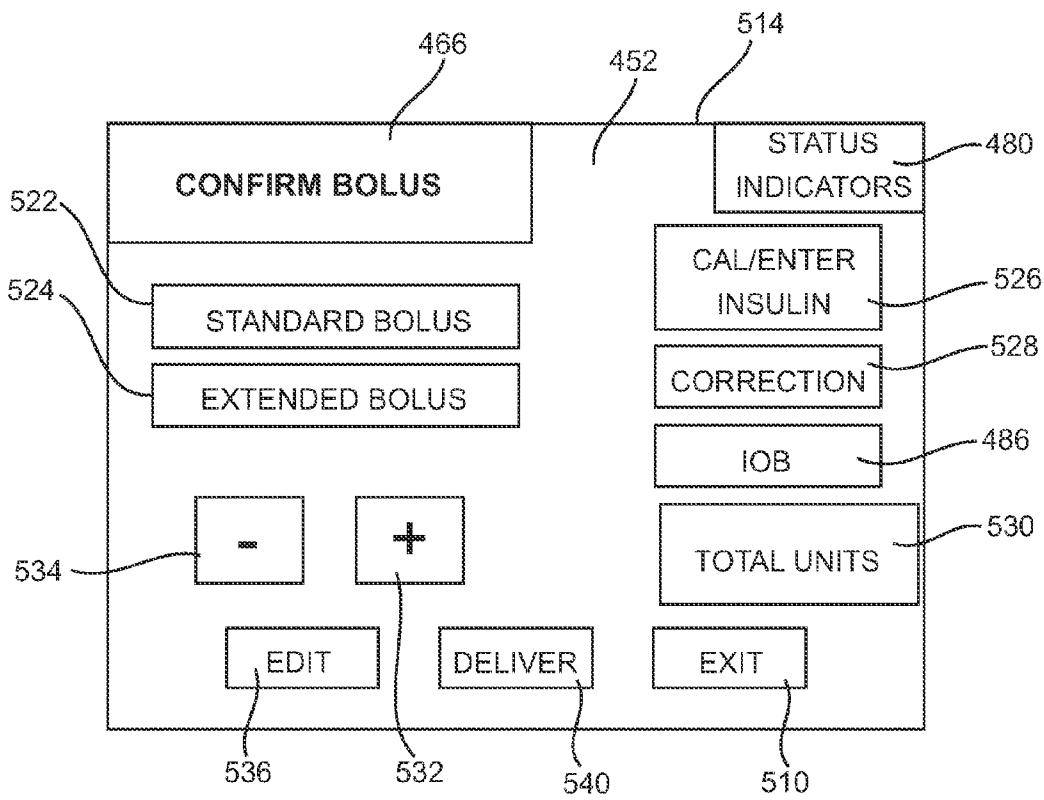 466
452
514
STATUS
INDICATORS
480
CONFIRM BOLUS
522
CAL/ENTER
INSULIN
526
524
STANDARD BOLUS
528
CORRECTION
EXTENDED BOLUS
486
IOB
-
+
530
TOTAL UNITS
534
EDIT
DELIVER
EXIT
536
532
540
510